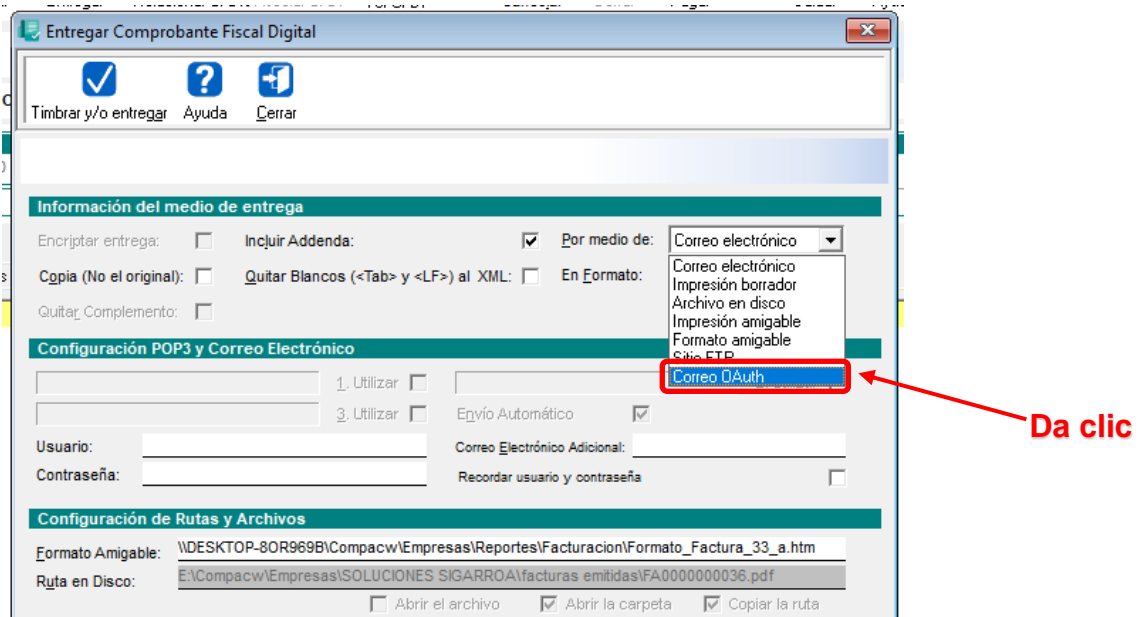 Entregar Comprobante Fiscal Digital
Timbrar y/o entregar Ayuda Cerrar
Información del medio de entrega
Encriptar entrega: Incluir Addenda: Por medio de: Correo electrónico
Copia (No el original): Quitar Blancos (<Tab> y <LF>) al XML: En Formato:
Quitar Complemento:
Correo electrónico
Impresión borrador
Archivo en disco
Impresión amigable
Formato amigable
Sitio FTP
Correo OAuth
Da clic
Configuración POP3 y Correo Electrónico
1. Utilizar
3. Utilizar Envío Automático
Usuario: Correo Electrónico Adicional:
Contraseña: Recordar usuario y contraseña
Configuración de Rutas y Archivos
Formato Amigable: \\DESKTOP-8OR969B\Compacw\Empresas\Reportes\Facturacion\Formato_Factura_33_a.htm
Ruta en Disco: E:\Compacw\Empresas\SOLUCIONES SIGARROA\facturas emitidas\FA0000000036.pdf
Abrir el archivo Abrir la carpeta Copiar la ruta